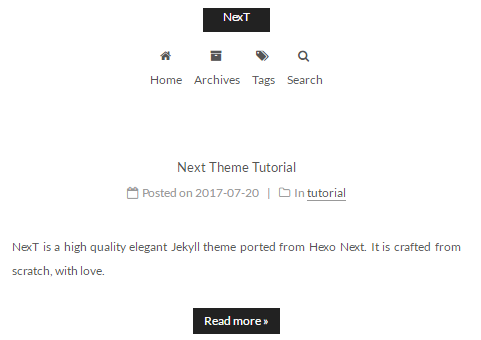 NexT
Home Archives Tags Search
Next Theme Tutorial
Posted on 2017-07-20 | In tutorial
NexT is a high quality elegant Jekyll theme ported from Hexo Next. It is crafted from
scratch, with love.
Read more »